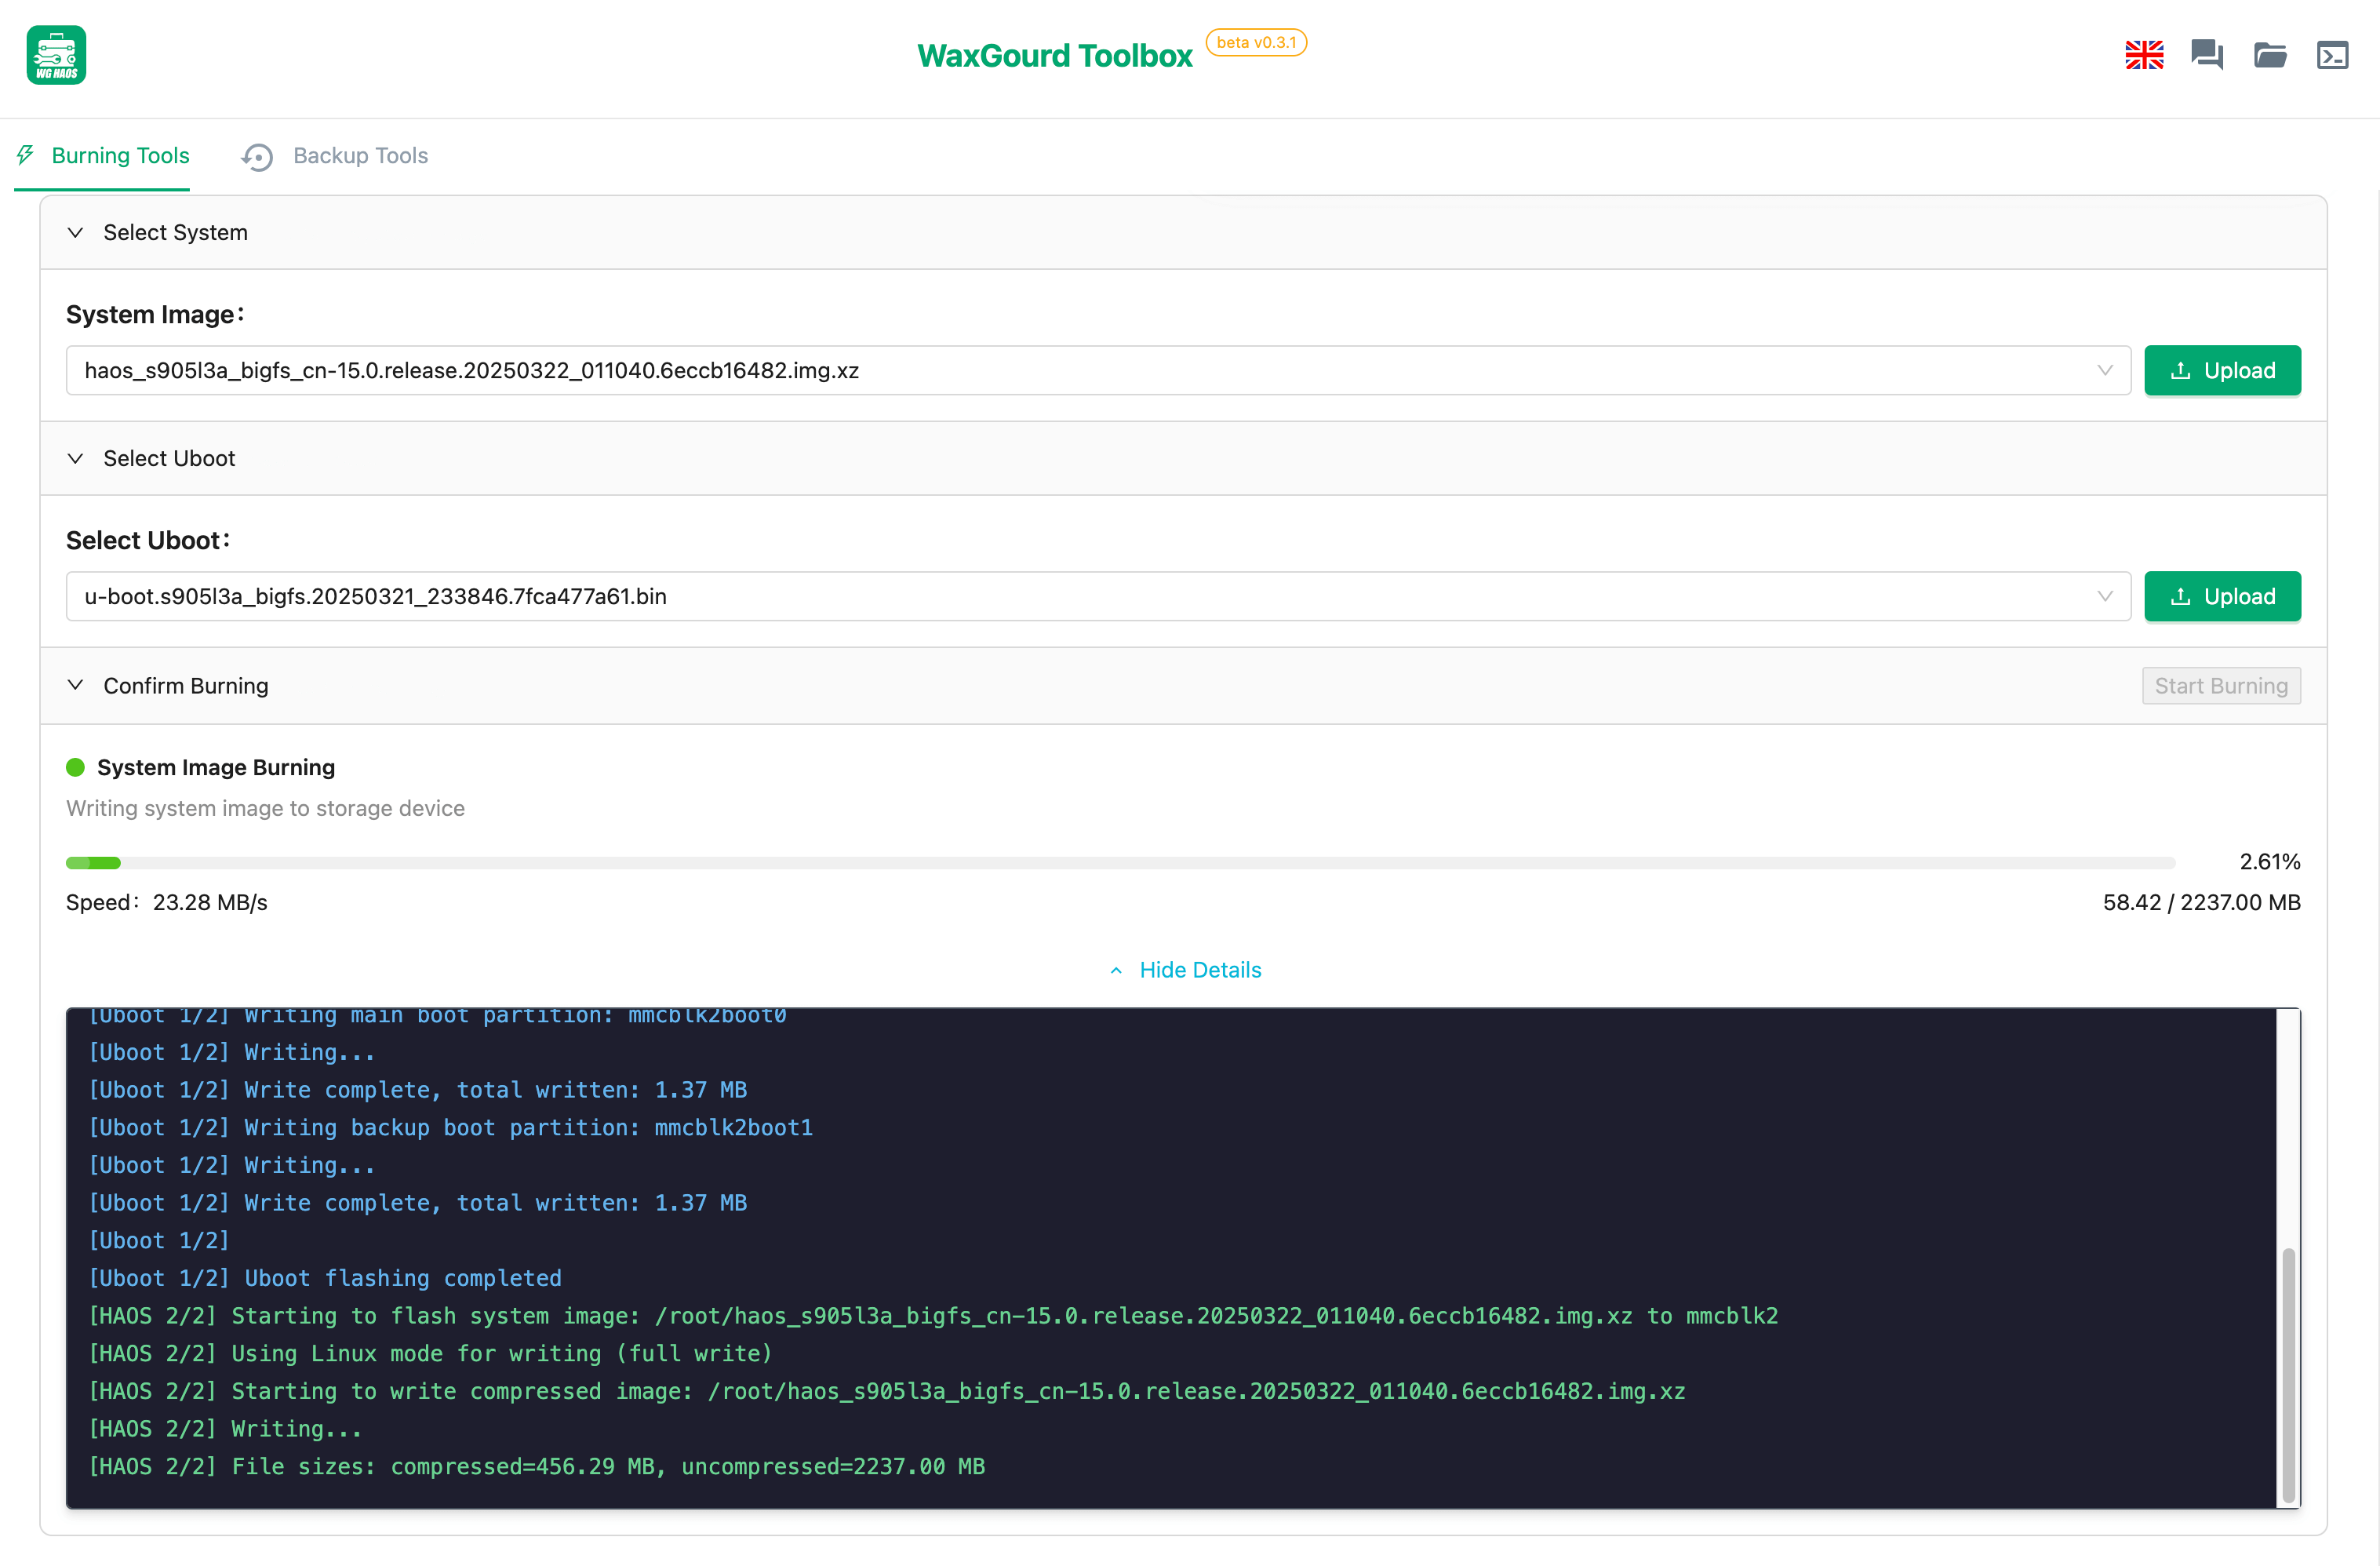 WG HAOS
WaxGourd Toolbox beta v0.3.1
Burning Tools Backup Tools
Select System
System Image：
haos_s905l3a_bigfs_cn-15.0.release.20250322_011040.6eccb16482.img.xz Upload
Select Uboot
Select Uboot：
u-boot.s905l3a_bigfs.20250321_233846.7fca477a61.bin Upload
Confirm Burning Start Burning
System Image Burning
Writing system image to storage device
2.61%
Speed：23.28 MB/s 58.42 / 2237.00 MB
Hide Details
[Uboot 1/2] Writing main boot partition: mmcblk2boot0
[Uboot 1/2] Writing...
[Uboot 1/2] Write complete, total written: 1.37 MB
[Uboot 1/2] Writing backup boot partition: mmcblk2boot1
[Uboot 1/2] Writing...
[Uboot 1/2] Write complete, total written: 1.37 MB
[Uboot 1/2]
[Uboot 1/2] Uboot flashing completed
[HAOS 2/2] Starting to flash system image: /root/haos_s905l3a_bigfs_cn-15.0.release.20250322_011040.6eccb16482.img.xz to mmcblk2
[HAOS 2/2] Using Linux mode for writing (full write)
[HAOS 2/2] Starting to write compressed image: /root/haos_s905l3a_bigfs_cn-15.0.release.20250322_011040.6eccb16482.img.xz
[HAOS 2/2] Writing...
[HAOS 2/2] File sizes: compressed=456.29 MB, uncompressed=2237.00 MB